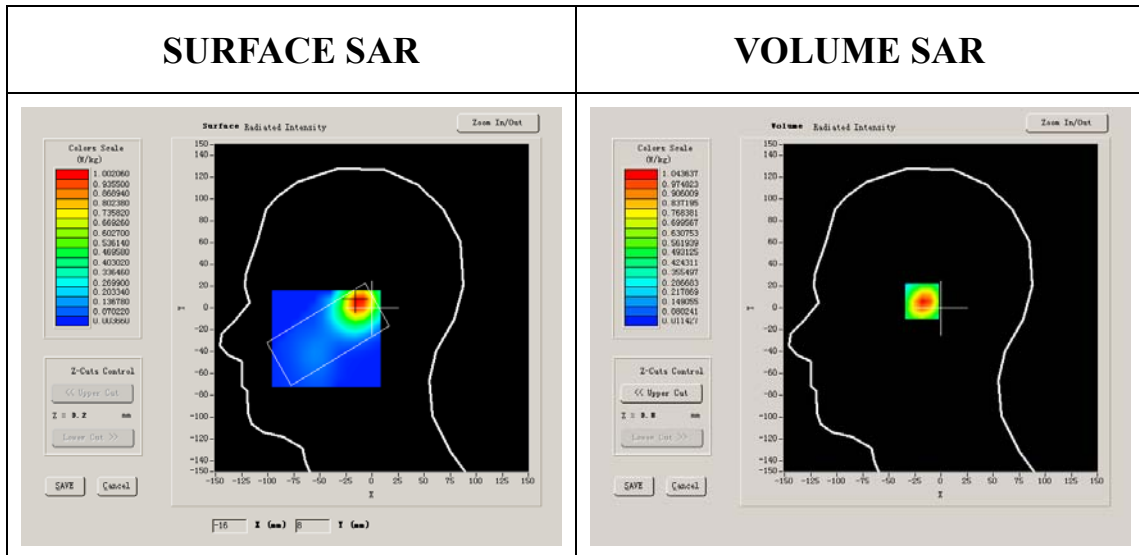 SURFACE SAR
VOLUME SAR
Surface Radiated Intensity
Zoom In/Out
Colors Scale
(W/kg)
1.002060
0.935500
0.868940
0.802380
0.735820
0.669260
0.602700
0.536140
0.469580
0.403020
0.336460
0.269900
0.203340
0.136780
0.070220
0.003660
150
140
120
100
80
60
40
20
0
-20
-40
-60
-80
-100
-120
-140
-150
Y
-150 -125 -100 -75 -50 -25 0 25 50 75 100 125 150
X
Z-Cuts Control
<< Upper Cut
Lower Cut >>
SAVE Cancel
-16 X (mm) 8 Y (mm)
Volume Radiated Intensity
Zoom In/Out
Colors Scale
(W/kg)
1.043637
0.974823
0.906009
0.837195
0.768381
0.699567
0.630753
0.561939
0.493125
0.424311
0.355497
0.286683
0.217869
0.149055
0.080241
0.011427
150
140
120
100
80
60
40
20
0
-20
-40
-60
-80
-100
-120
-140
-150
Y
-150 -125 -100 -75 -50 -25 0 25 50 75 100 125 150
X
Z-Cuts Control
<< Upper Cut
Lower Cut >>
SAVE Cancel